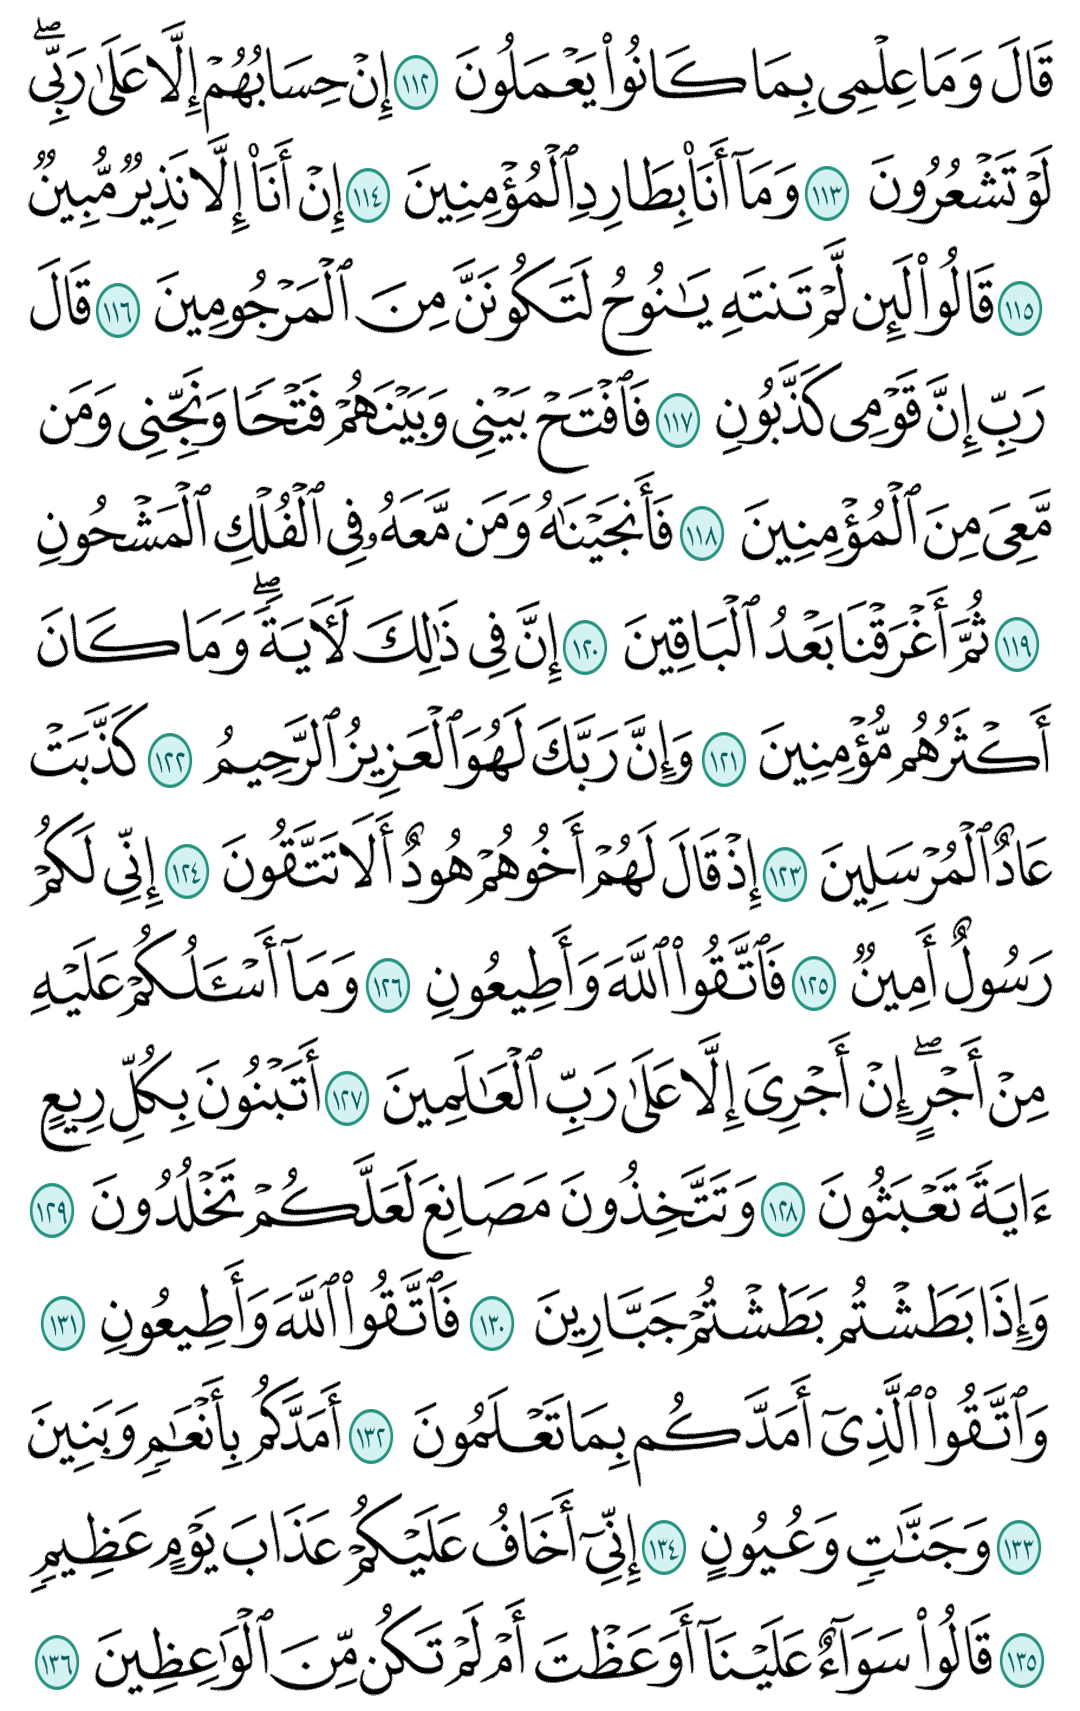 قَالَ وَمَا عِلْمِى بِمَا كَانُوا۟ يَعْمَلُونَ ١١٢ إِنْ حِسَابُهُمْ إِلَّا عَلَىٰ رَبِّى ۖ
لَوْ تَشْعُرُونَ ١١٣ وَمَآ أَنَا۠ بِطَارِدِ ٱلْمُؤْمِنِينَ ١١٤ إِنْ أَنَا۠ إِلَّا نَذِيرٌ مُّبِينٌ
١١٥ قَالُوا۟ لَئِن لَّمْ تَنتَهِ يَـٰنُوحُ لَتَكُونَنَّ مِنَ ٱلْمَرْجُومِينَ ١١٦ قَالَ
رَبِّ إِنَّ قَوْمِى كَذَّبُونِ ١١٧ فَٱفْتَحْ بَيْنِى وَبَيْنَهُمْ فَتْحًا وَنَجِّنِى وَمَن
مَّعِىَ مِنَ ٱلْمُؤْمِنِينَ ١١٨ فَأَنجَيْنَـٰهُ وَمَن مَّعَهُۥ فِى ٱلْفُلْكِ ٱلْمَشْحُونِ
١١٩ ثُمَّ أَغْرَقْنَا بَعْدُ ٱلْبَاقِينَ ١٢٠ إِنَّ فِى ذَٰلِكَ لَـَٔايَةً ۖ وَمَا كَانَ
أَكْثَرُهُم مُّؤْمِنِينَ ١٢١ وَإِنَّ رَبَّكَ لَهُوَ ٱلْعَزِيزُ ٱلرَّحِيمُ ١٢٢ كَذَّبَتْ
عَادٌ ٱلْمُرْسَلِينَ ١٢٣ إِذْ قَالَ لَهُمْ أَخُوهُمْ هُودٌ أَلَا تَتَّقُونَ ١٢٤ إِنِّى لَكُمْ
رَسُولٌ أَمِينٌ ١٢٥ فَٱتَّقُوا۟ ٱللَّهَ وَأَطِيعُونِ ١٢٦ وَمَآ أَسْـَٔلُكُمْ عَلَيْهِ
مِنْ أَجْرٍ ۖ إِنْ أَجْرِىَ إِلَّا عَلَىٰ رَبِّ ٱلْعَـٰلَمِينَ ١٢٧ أَتَبْنُونَ بِكُلِّ رِيعٍ
ءَايَةً تَعْبَثُونَ ١٢٨ وَتَتَّخِذُونَ مَصَانِعَ لَعَلَّكُمْ تَخْلُدُونَ ١٢٩
وَإِذَا بَطَشْتُم بَطَشْتُمْ جَبَّارِينَ ١٣٠ فَٱتَّقُوا۟ ٱللَّهَ وَأَطِيعُونِ ١٣١
وَٱتَّقُوا۟ ٱلَّذِىٓ أَمَدَّكُم بِمَا تَعْلَمُونَ ١٣٢ أَمَدَّكُم بِأَنْعَـٰمٍ وَبَنِينَ
١٣٣ وَجَنَّـٰتٍ وَعُيُونٍ ١٣٤ إِنِّىٓ أَخَافُ عَلَيْكُمْ عَذَابَ يَوْمٍ عَظِيمٍ
١٣٥ قَالُوا۟ سَوَآءٌ عَلَيْنَآ أَوَعَظْتَ أَمْ لَمْ تَكُن مِّنَ ٱلْوَٰعِظِينَ ١٣٦